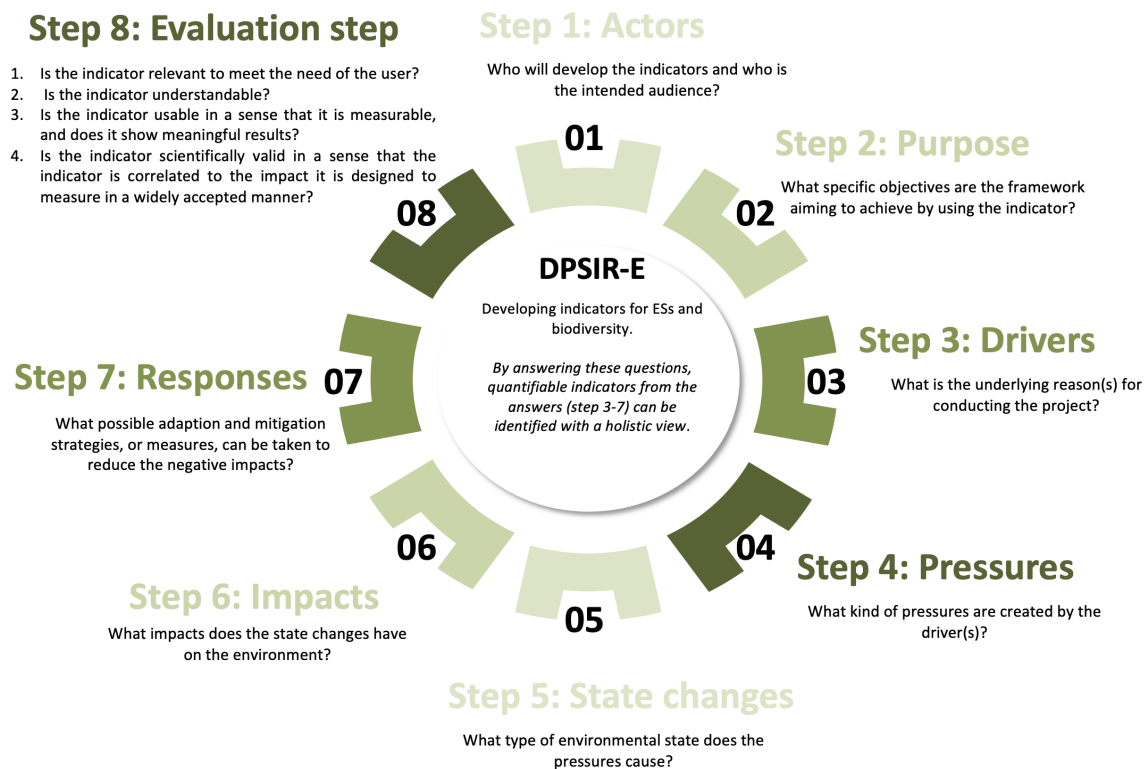 Step 8: Evaluation step
1. Is the indicator relevant to meet the need of the user?
2. Is the indicator understandable?
3. Is the indicator usable in a sense that it is measurable,
and does it show meaningful results?
4. Is the indicator scientifically valid in a sense that the
indicator is correlated to the impact it is designed to
measure in a widely accepted manner?
08
Step 1: Actors
Who will develop the indicators and who is
the intended audience?
01
Step 2: Purpose
What specific objectives are the framework
aiming to achieve by using the indicator?
02
DPSIR-E
Developing indicators for ESs and
biodiversity.
By answering these questions,
quantifiable indicators from the
answers (step 3-7) can be
identified with a holistic view.
Step 3: Drivers
03
What is the underlying reason(s) for
conducting the project?
Step 7: Responses
07
What possible adaption and mitigation
strategies, or measures, can be taken to
reduce the negative impacts?
04
Step 4: Pressures
What kind of pressures are created by the
driver(s)?
06
Step 6: Impacts
What impacts does the state changes have
on the environment?
05
Step 5: State changes
What type of environmental state does the
pressures cause?